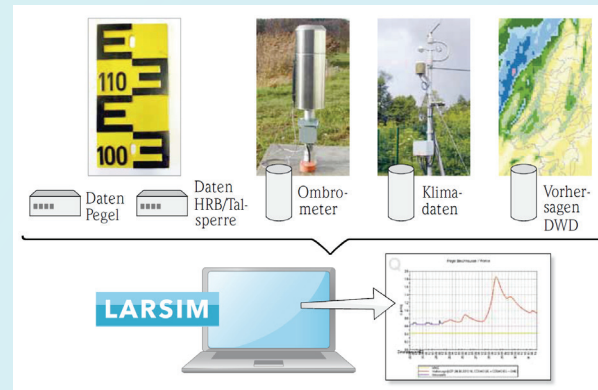 110
100
Daten
Pegel
Daten
HRB/Tal-
sperre
Ombro-
meter
Klima-
daten
Vorher-
sagen
DWD
LARSIM